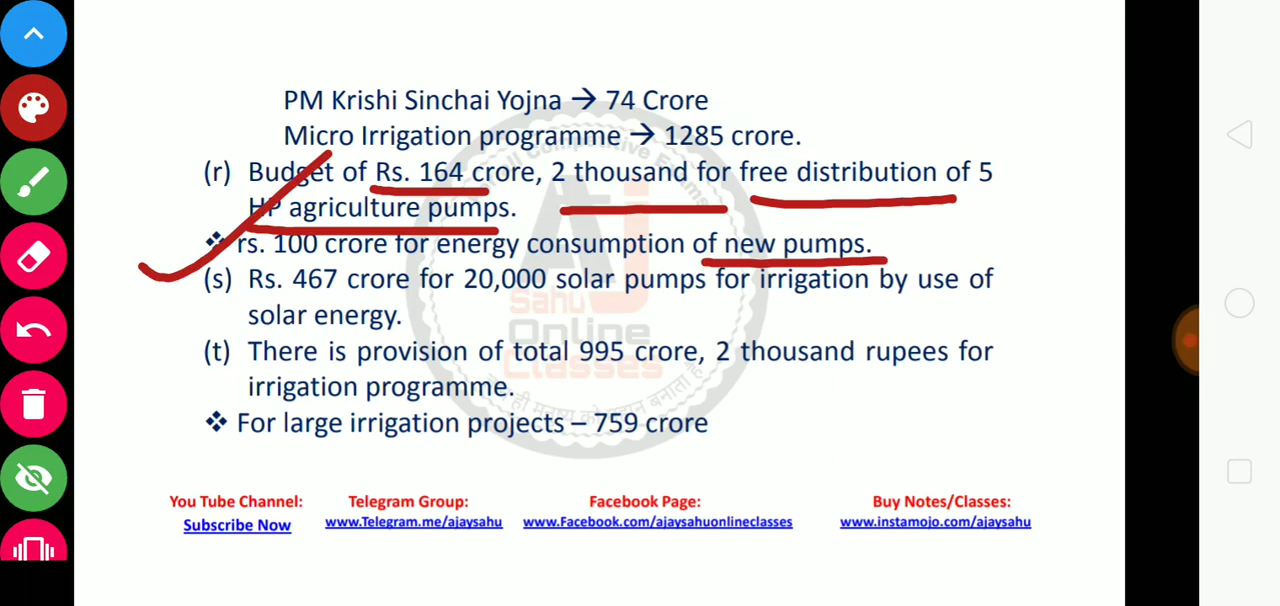 PM Krishi Sinchai Yojna → 74 Crore
Micro Irrigation programme → 1285 crore.
(r) Budget of Rs. 164 crore, 2 thousand for free distribution of 5
HP agriculture pumps.
❖ rs. 100 crore for energy consumption of new pumps.
(s) Rs. 467 crore for 20,000 solar pumps for irrigation by use of
solar energy.
(t) There is provision of total 995 crore, 2 thousand rupees for
irrigation programme.
❖ For large irrigation projects – 759 crore
Sahu
Online
Classes
You Tube Channel: Telegram Group: Facebook Page: Buy Notes/Classes:
Subscribe Now www.Telegram.me/ajaysahu www.Facebook.com/ajaysahuonlineclasses www.instamojo.com/ajaysahu